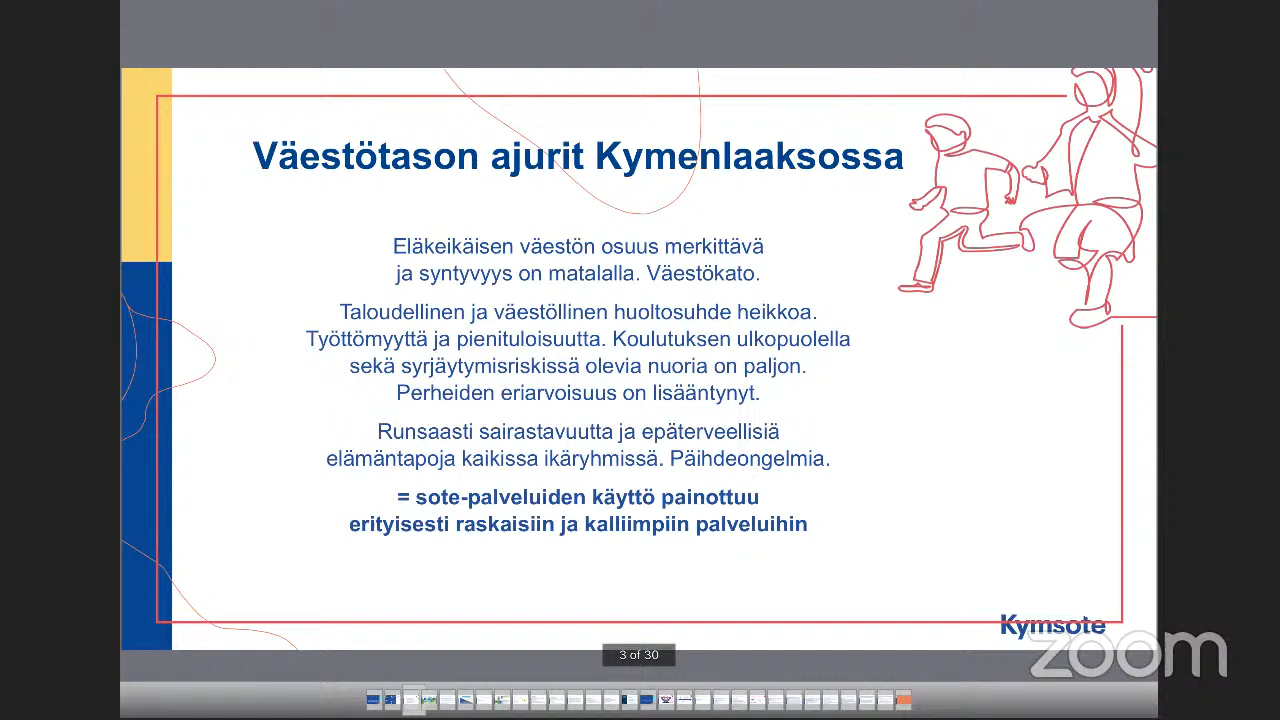 Väestötason ajurit Kymenlaaksossa
Eläkeikäisen väestön osuus merkittävä
ja syntyvyys on matalalla. Väestökato.
Taloudellinen ja väestöllinen huoltosuhde heikkoa.
Työttömyyttä ja pienituloisuutta. Koulutuksen ulkopuolella
sekä syrjäytymisriskissä olevia nuoria on paljon.
Perheiden eriarvoisuus on lisääntynyt.
Runsaasti sairastavuutta ja epäterveellisiä
elämäntapoja kaikissa ikäryhmissä. Päihdeongelmia.
= sote-palveluiden käyttö painottuu
erityisesti raskaisiin ja kalliimpiin palveluihin
Kymsote
zoom
3 of 30